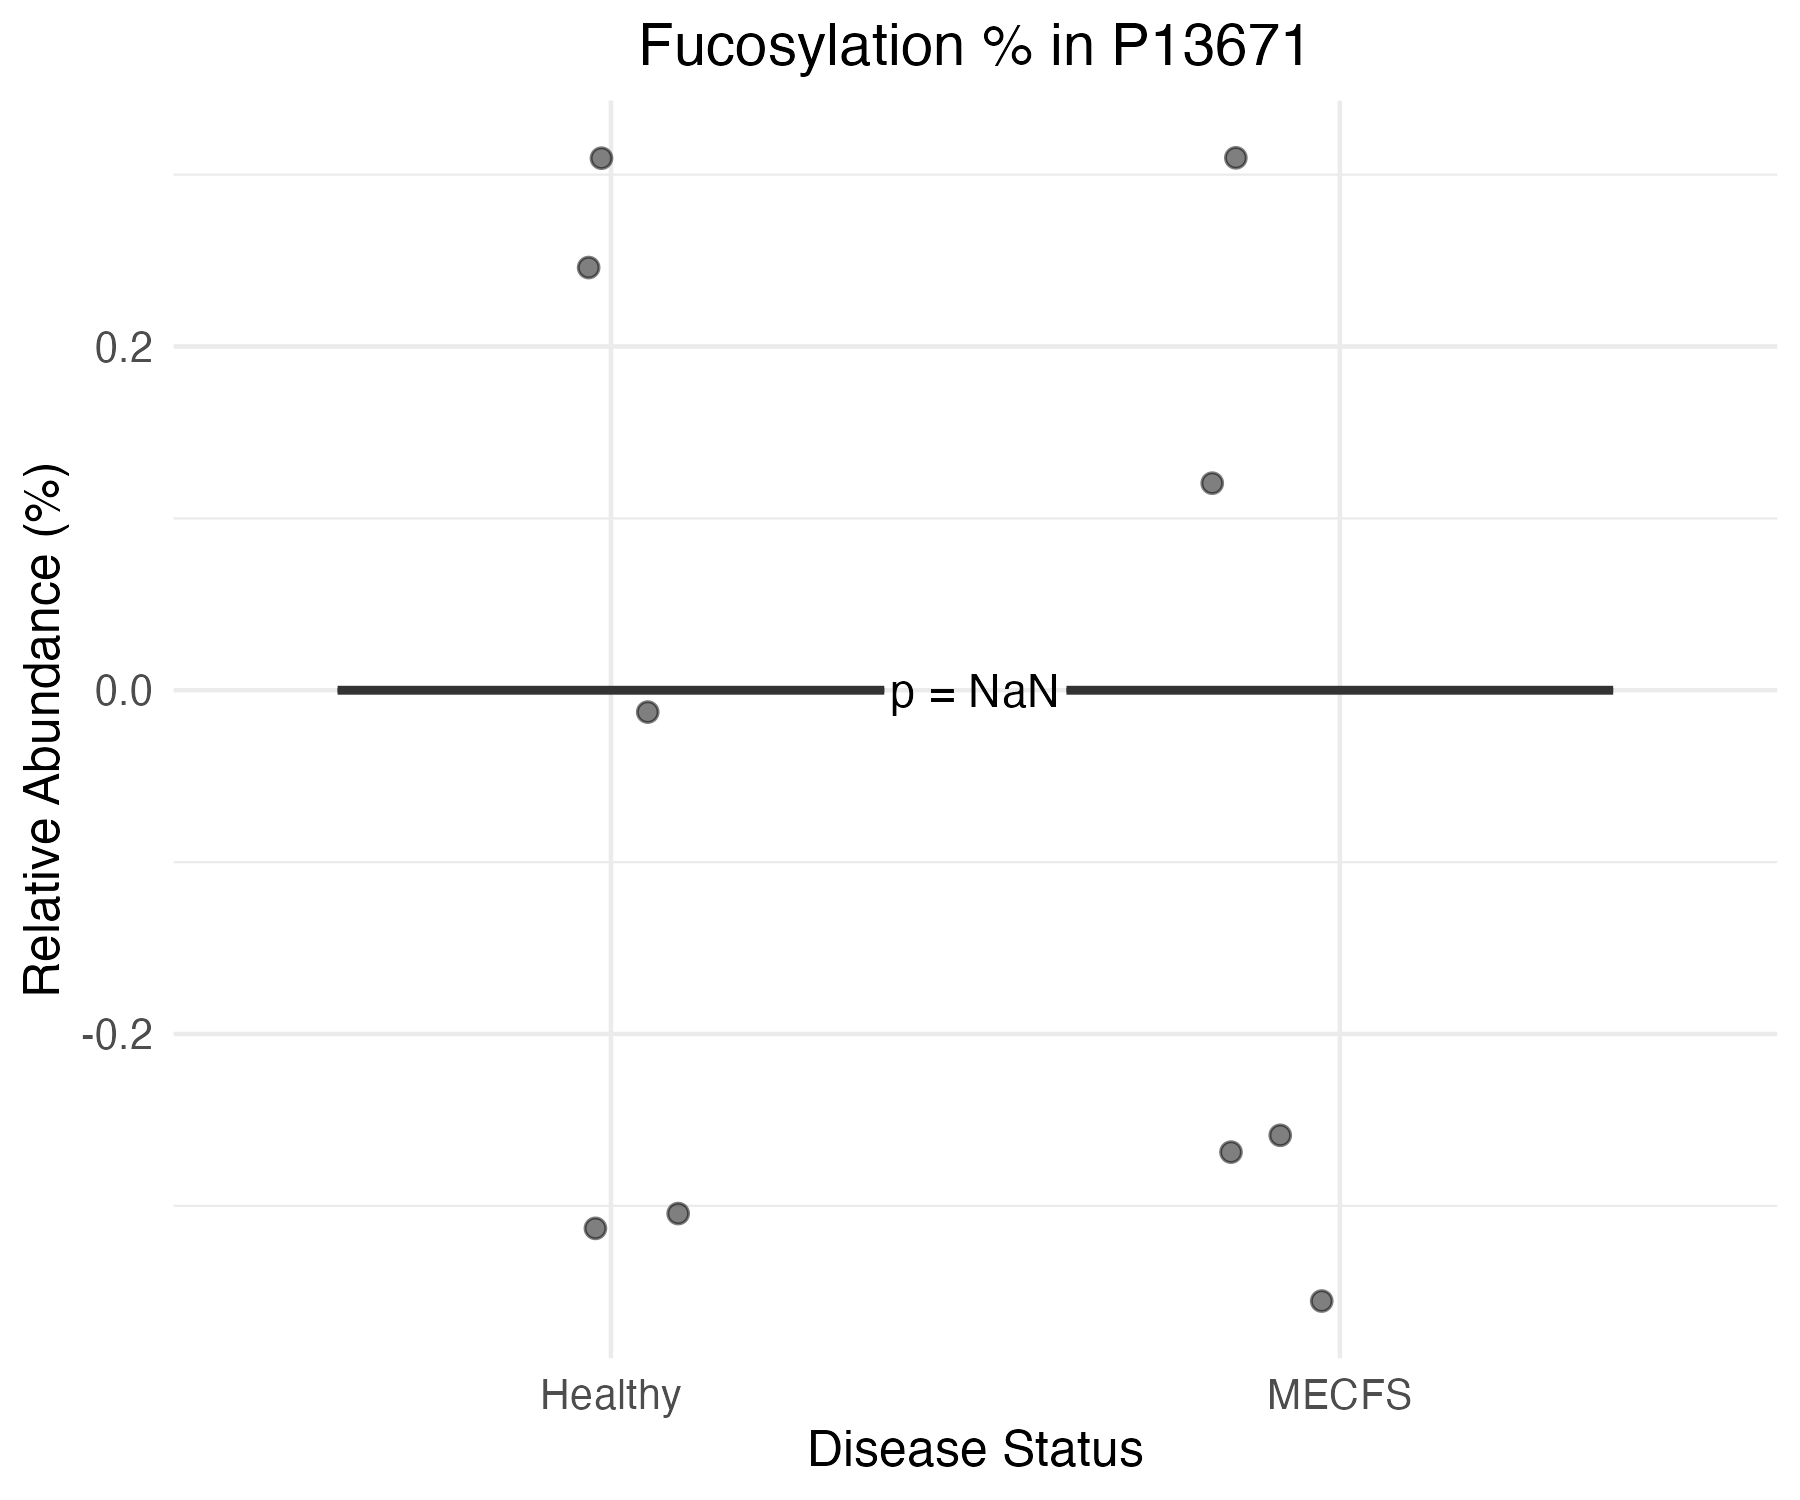 Fucosylation % in P13671
Relative Abundance (%)
0.2
0.0
-0.2
p = NaN
Healthy
MECFS
Disease Status